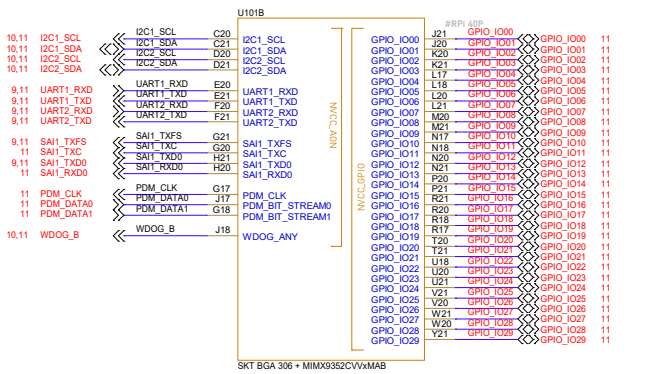 U101B
10,11 I2C1_SCL I2C1_SCL C20 I2C1_SCL
10,11 I2C1_SDA I2C1_SDA C21 I2C1_SDA
10,11 I2C2_SCL I2C2_SCL D20 I2C2_SCL
10,11 I2C2_SDA I2C2_SDA D21 I2C2_SDA
9,11 UART1_RXD UART1_RXD E20 UART1_RXD
9,11 UART1_TXD UART1_TXD E21 UART1_TXD
9,11 UART2_RXD UART2_RXD F20 UART2_RXD
9,11 UART2_TXD UART2_TXD F21 UART2_TXD
9,11 SAI1_TXFS SAI1_TXFS G21 SAI1_TXFS
11 SAI1_TXC SAI1_TXC G20 SAI1_TXC
9,11 SAI1_TXD0 SAI1_TXD0 H21 SAI1_TXD0
11 SAI1_RXD0 SAI1_RXD0 H20 SAI1_RXD0
11 PDM_CLK PDM_CLK G17 PDM_CLK
11 PDM_DATA0 PDM_DATA0 J17 PDM_BIT_STREAM0
11 PDM_DATA1 PDM_DATA1 G18 PDM_BIT_STREAM1
10,11 WDOG_B WDOG_B J18 WDOG_ANY
NVCC_AON
NVCC_GPIO
#RPI 40P
GPIO_IO00 J21 GPIO_IO00 GPIO_IO00 11
GPIO_IO01 J20 GPIO_IO01 GPIO_IO01 11
GPIO_IO02 K20 GPIO_IO02 GPIO_IO02 11
GPIO_IO03 K21 GPIO_IO03 GPIO_IO03 11
GPIO_IO04 L17 GPIO_IO04 GPIO_IO04 11
GPIO_IO05 L18 GPIO_IO05 GPIO_IO05 11
GPIO_IO06 L20 GPIO_IO06 GPIO_IO06 11
GPIO_IO07 L21 GPIO_IO07 GPIO_IO07 11
GPIO_IO08 M20 GPIO_IO08 GPIO_IO08 11
GPIO_IO09 M21 GPIO_IO09 GPIO_IO09 11
GPIO_IO10 N17 GPIO_IO10 GPIO_IO10 11
GPIO_IO11 N18 GPIO_IO11 GPIO_IO11 11
GPIO_IO12 N20 GPIO_IO12 GPIO_IO12 11
GPIO_IO13 N21 GPIO_IO13 GPIO_IO13 11
GPIO_IO14 P20 GPIO_IO14 GPIO_IO14 11
GPIO_IO15 P21 GPIO_IO15 GPIO_IO15 11
GPIO_IO16 R21 GPIO_IO16 GPIO_IO16 11
GPIO_IO17 R20 GPIO_IO17 GPIO_IO17 11
GPIO_IO18 R18 GPIO_IO18 GPIO_IO18 11
GPIO_IO19 R17 GPIO_IO19 GPIO_IO19 11
GPIO_IO20 T20 GPIO_IO20 GPIO_IO20 11
GPIO_IO21 T21 GPIO_IO21 GPIO_IO21 11
GPIO_IO22 U18 GPIO_IO22 GPIO_IO22 11
GPIO_IO23 U20 GPIO_IO23 GPIO_IO23 11
GPIO_IO24 U21 GPIO_IO24 GPIO_IO24 11
GPIO_IO25 V21 GPIO_IO25 GPIO_IO25 11
GPIO_IO26 V20 GPIO_IO26 GPIO_IO26 11
GPIO_IO27 W21 GPIO_IO27 GPIO_IO27 11
GPIO_IO28 W20 GPIO_IO28 GPIO_IO28 11
GPIO_IO29 Y21 GPIO_IO29 GPIO_IO29 11
SKT BGA 306 + MIMX9352CVVxMAB